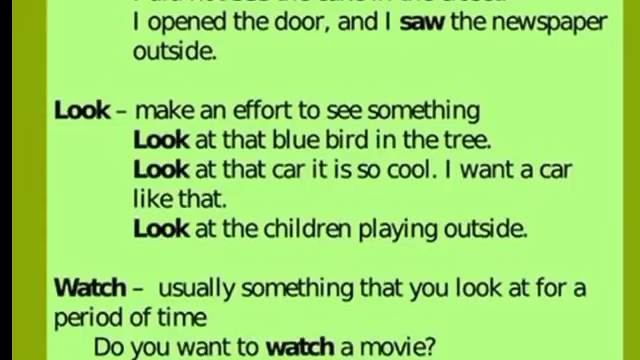 I opened the door, and I saw the newspaper
outside.
Look – make an effort to see something
Look at that blue bird in the tree.
Look at that car it is so cool. I want a car
like that.
Look at the children playing outside.
Watch – usually something that you look at for a
period of time
Do you want to watch a movie?